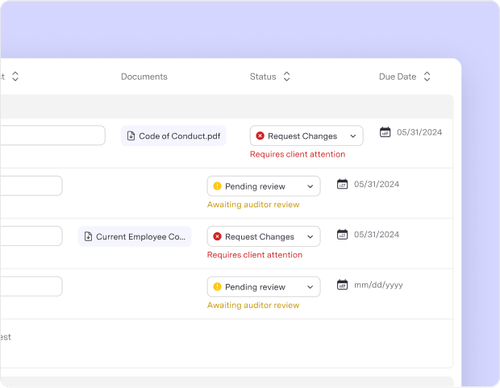 st Documents Status Due Date
Code of Conduct.pdf Request Changes 05/31/2024
Requires client attention
Pending review 05/31/2024
Awaiting auditor review
Current Employee Co... Request Changes 05/31/2024
Requires client attention
Pending review mm/dd/yyyy
Awaiting auditor review
est